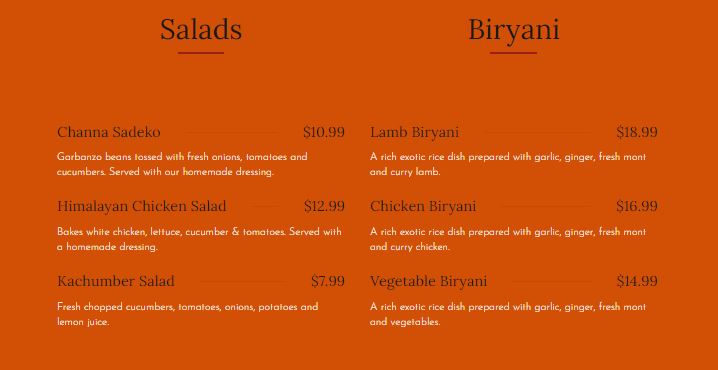 Salads
Channa Sadeko $10.99
Garbanzo beans tossed with fresh onions, tomatoes and
cucumbers. Served with our homemade dressing.
Himalayan Chicken Salad $12.99
Bakes white chicken, lettuce, cucumber & tomatoes. Served with
a homemade dressing.
Kachumber Salad $7.99
Fresh chopped cucumbers, tomatoes, onions, potatoes and
lemon juice.
Biryani
Lamb Biryani $18.99
A rich exotic rice dish prepared with garlic, ginger, fresh mont
and curry lamb.
Chicken Biryani $16.99
A rich exotic rice dish prepared with garlic, ginger, fresh mont
and curry chicken.
Vegetable Biryani $14.99
A rich exotic rice dish prepared with garlic, ginger, fresh mont
and vegetables.